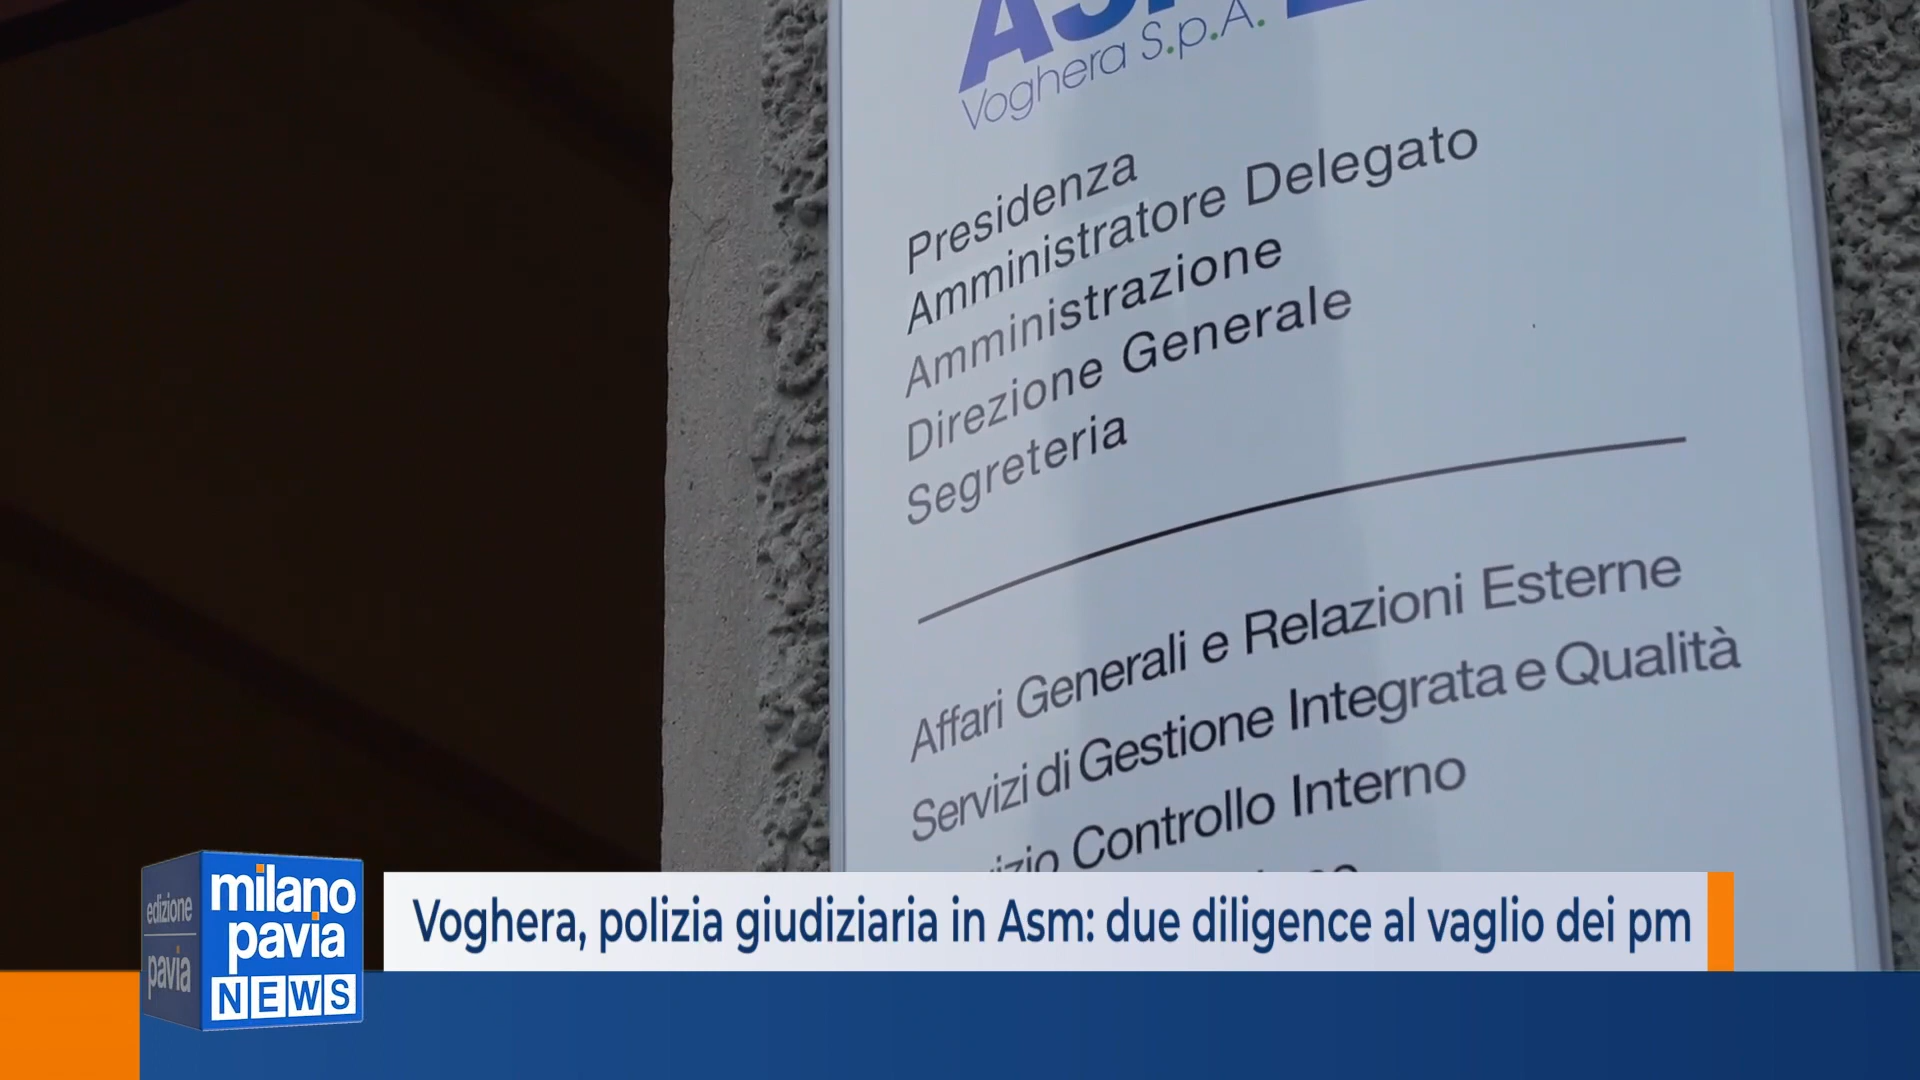 Voghera S.p.A.
Presidenza
Amministratore Delegato
Amministrazione
Direzione Generale
Segreteria
Affari Generali e Relazioni Esterne
Servizi di Gestione Integrata e Qualità
Controllo Interno
edizione
pavia
milano
pavia
NEWS
Voghera, polizia giudiziaria in Asm: due diligence al vaglio dei pm